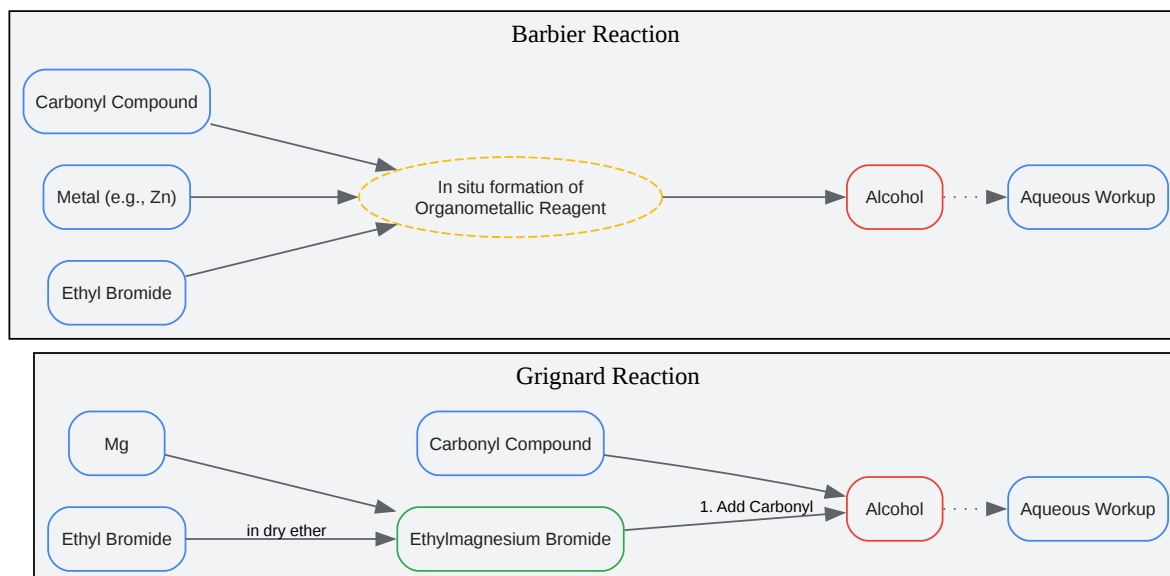 Barbier Reaction
Carbonyl Compound
Metal (e.g., Zn)
Ethyl Bromide
In situ formation of
Organometallic Reagent
Alcohol
Aqueous Workup
Grignard Reaction
Mg
Carbonyl Compound
Ethyl Bromide
in dry ether
Ethylmagnesium Bromide
1. Add Carbonyl
Alcohol
Aqueous Workup